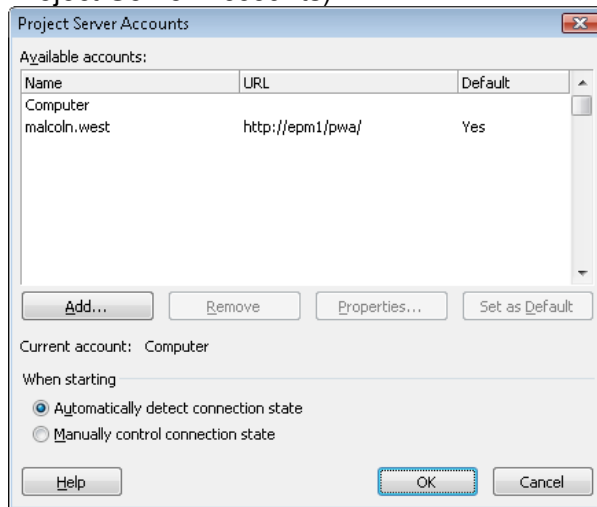 Project Server Accounts
Available accounts:
Name URL Default
Computer
malcoln.west http://epm1/pwa/ Yes
Add... Remove Properties... Set as Default
Current account: Computer
When starting
Automatically detect connection state
Manually control connection state
Help OK Cancel